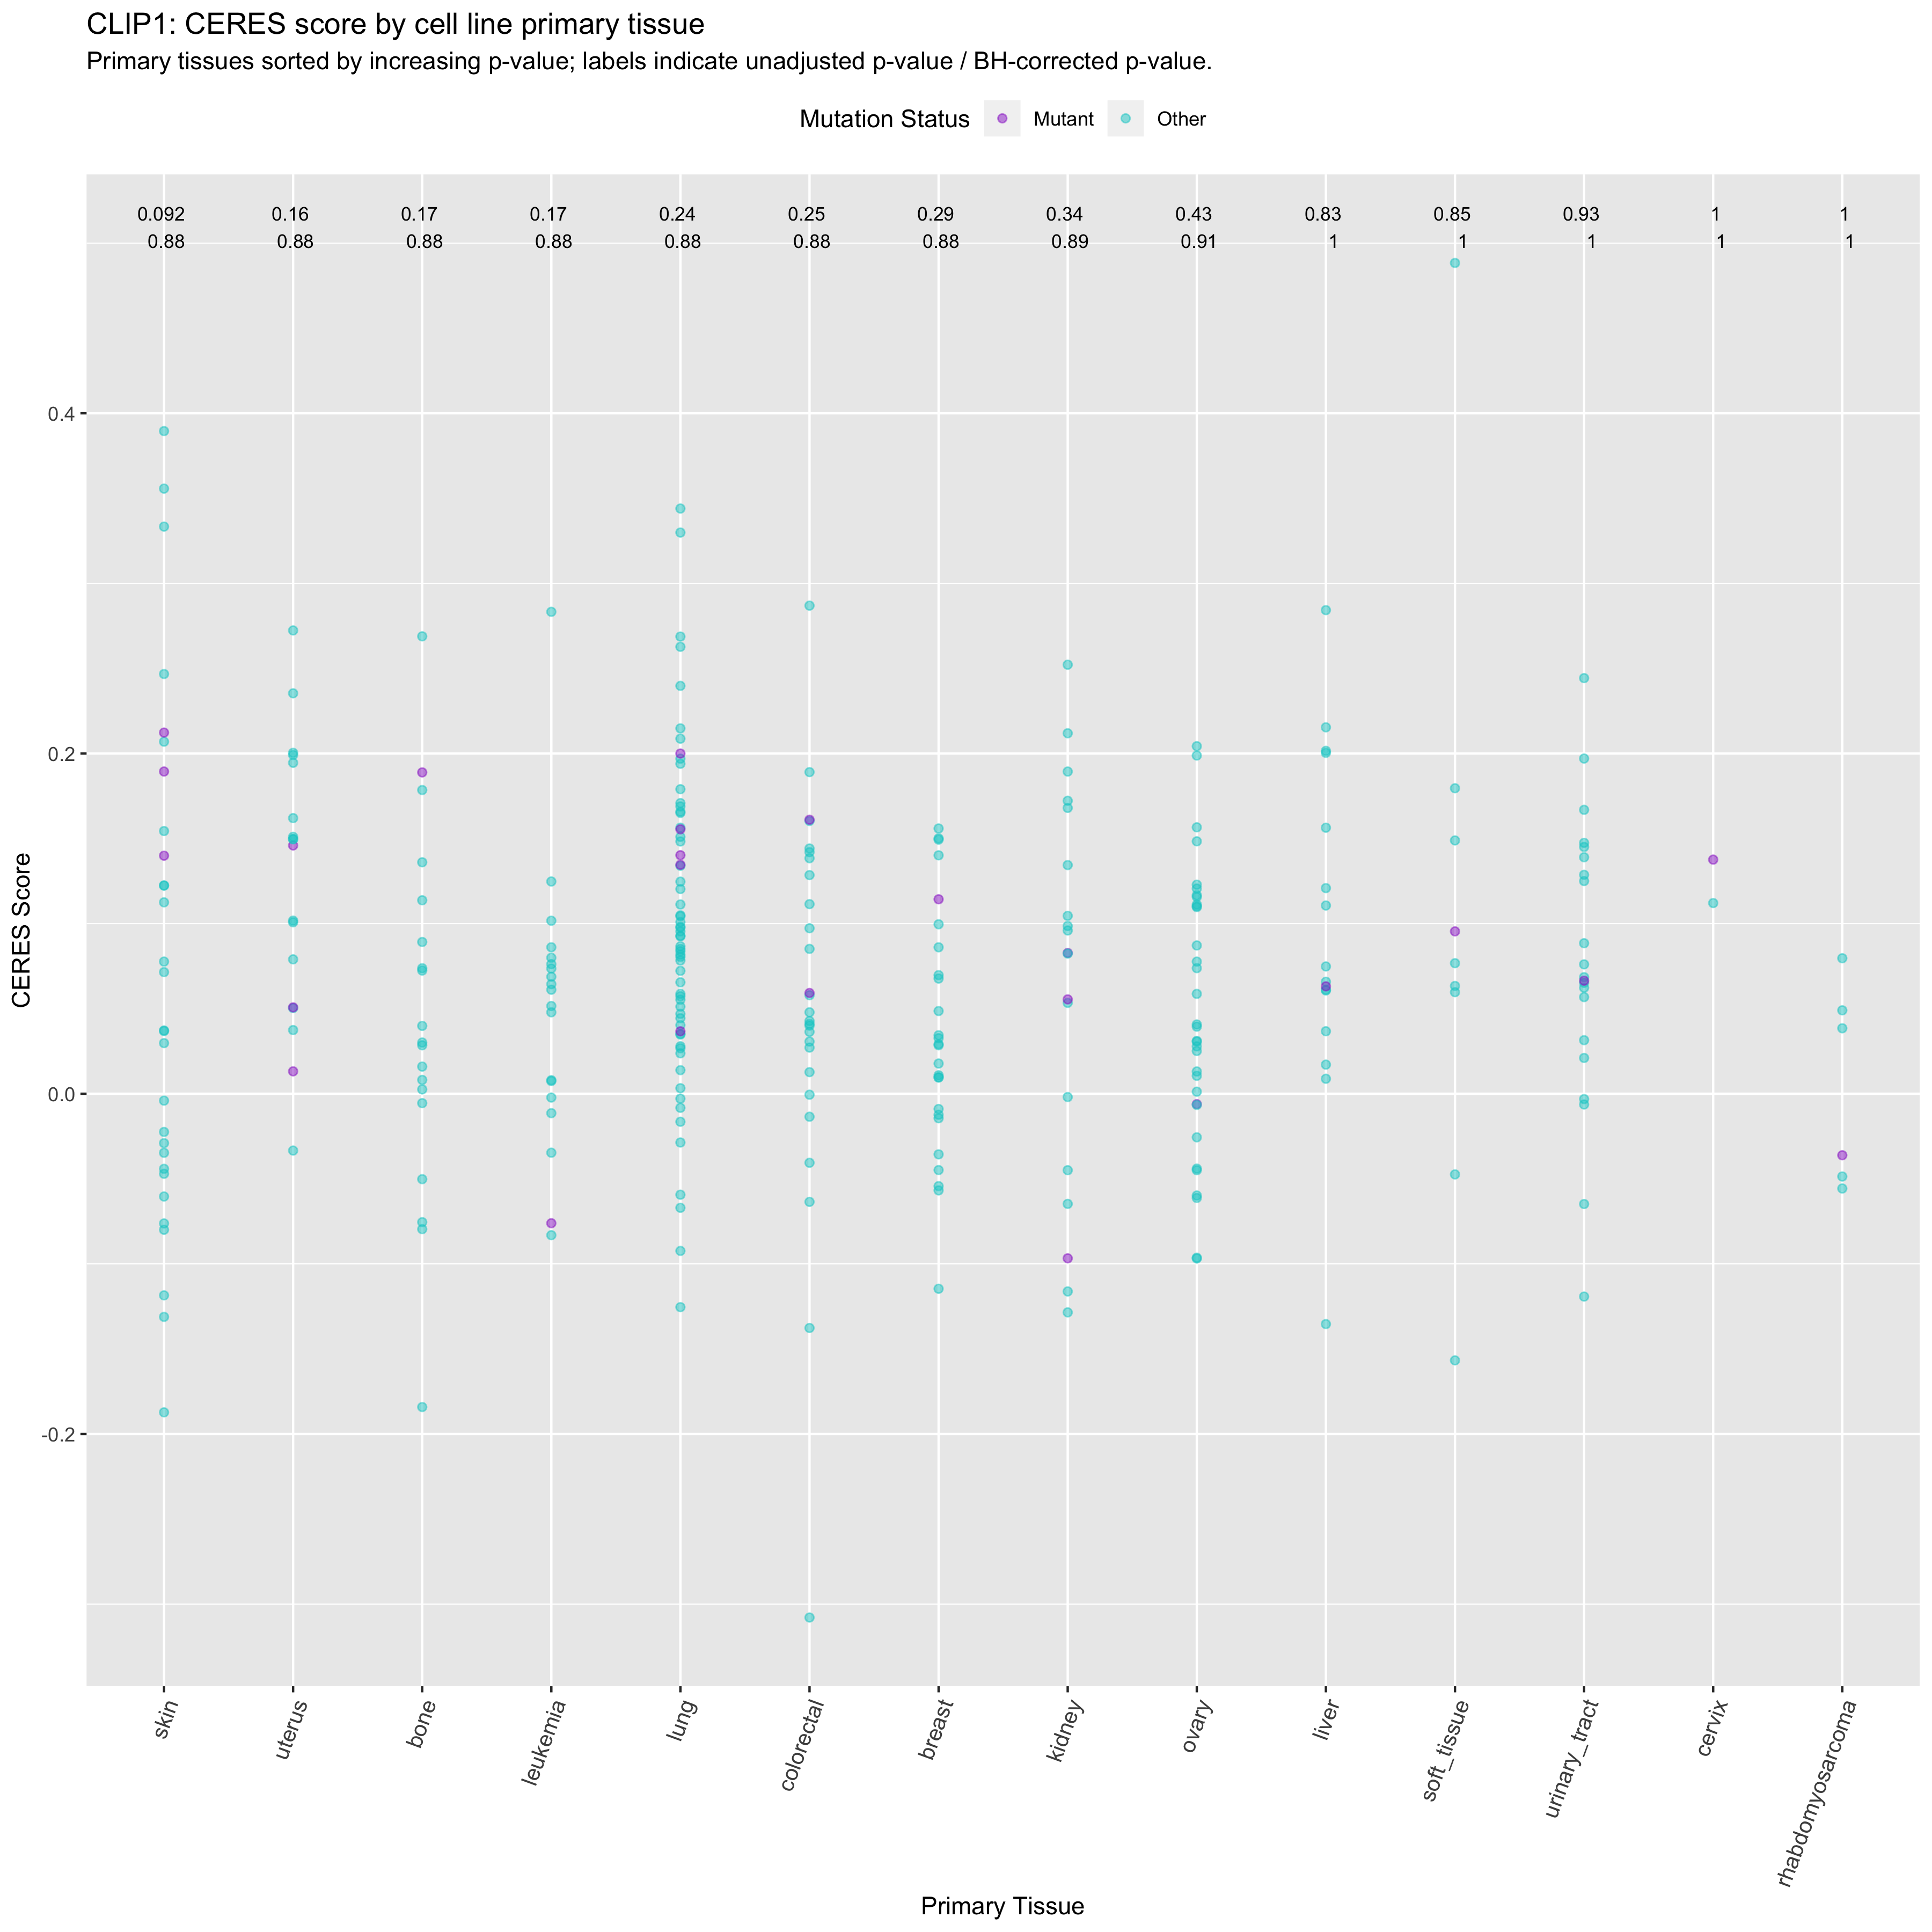 CLIP1: CERES score by cell line primary tissue
Primary tissues sorted by increasing p-value; labels indicate unadjusted p-value / BH-corrected p-value.
Mutation Status Mutant Other
0.092 0.16 0.17 0.17 0.24 0.25 0.29 0.34 0.43 0.83 0.85 0.93 1 1
0.88 0.88 0.88 0.88 0.88 0.88 0.88 0.89 0.91 1 1 1 1 1
0.4
0.2
0.0
-0.2
CERES Score
skin uterus bone leukemia lung colorectal breast kidney ovary liver soft_tissue urinary_tract cervix rhabdomyosarcoma
Primary Tissue